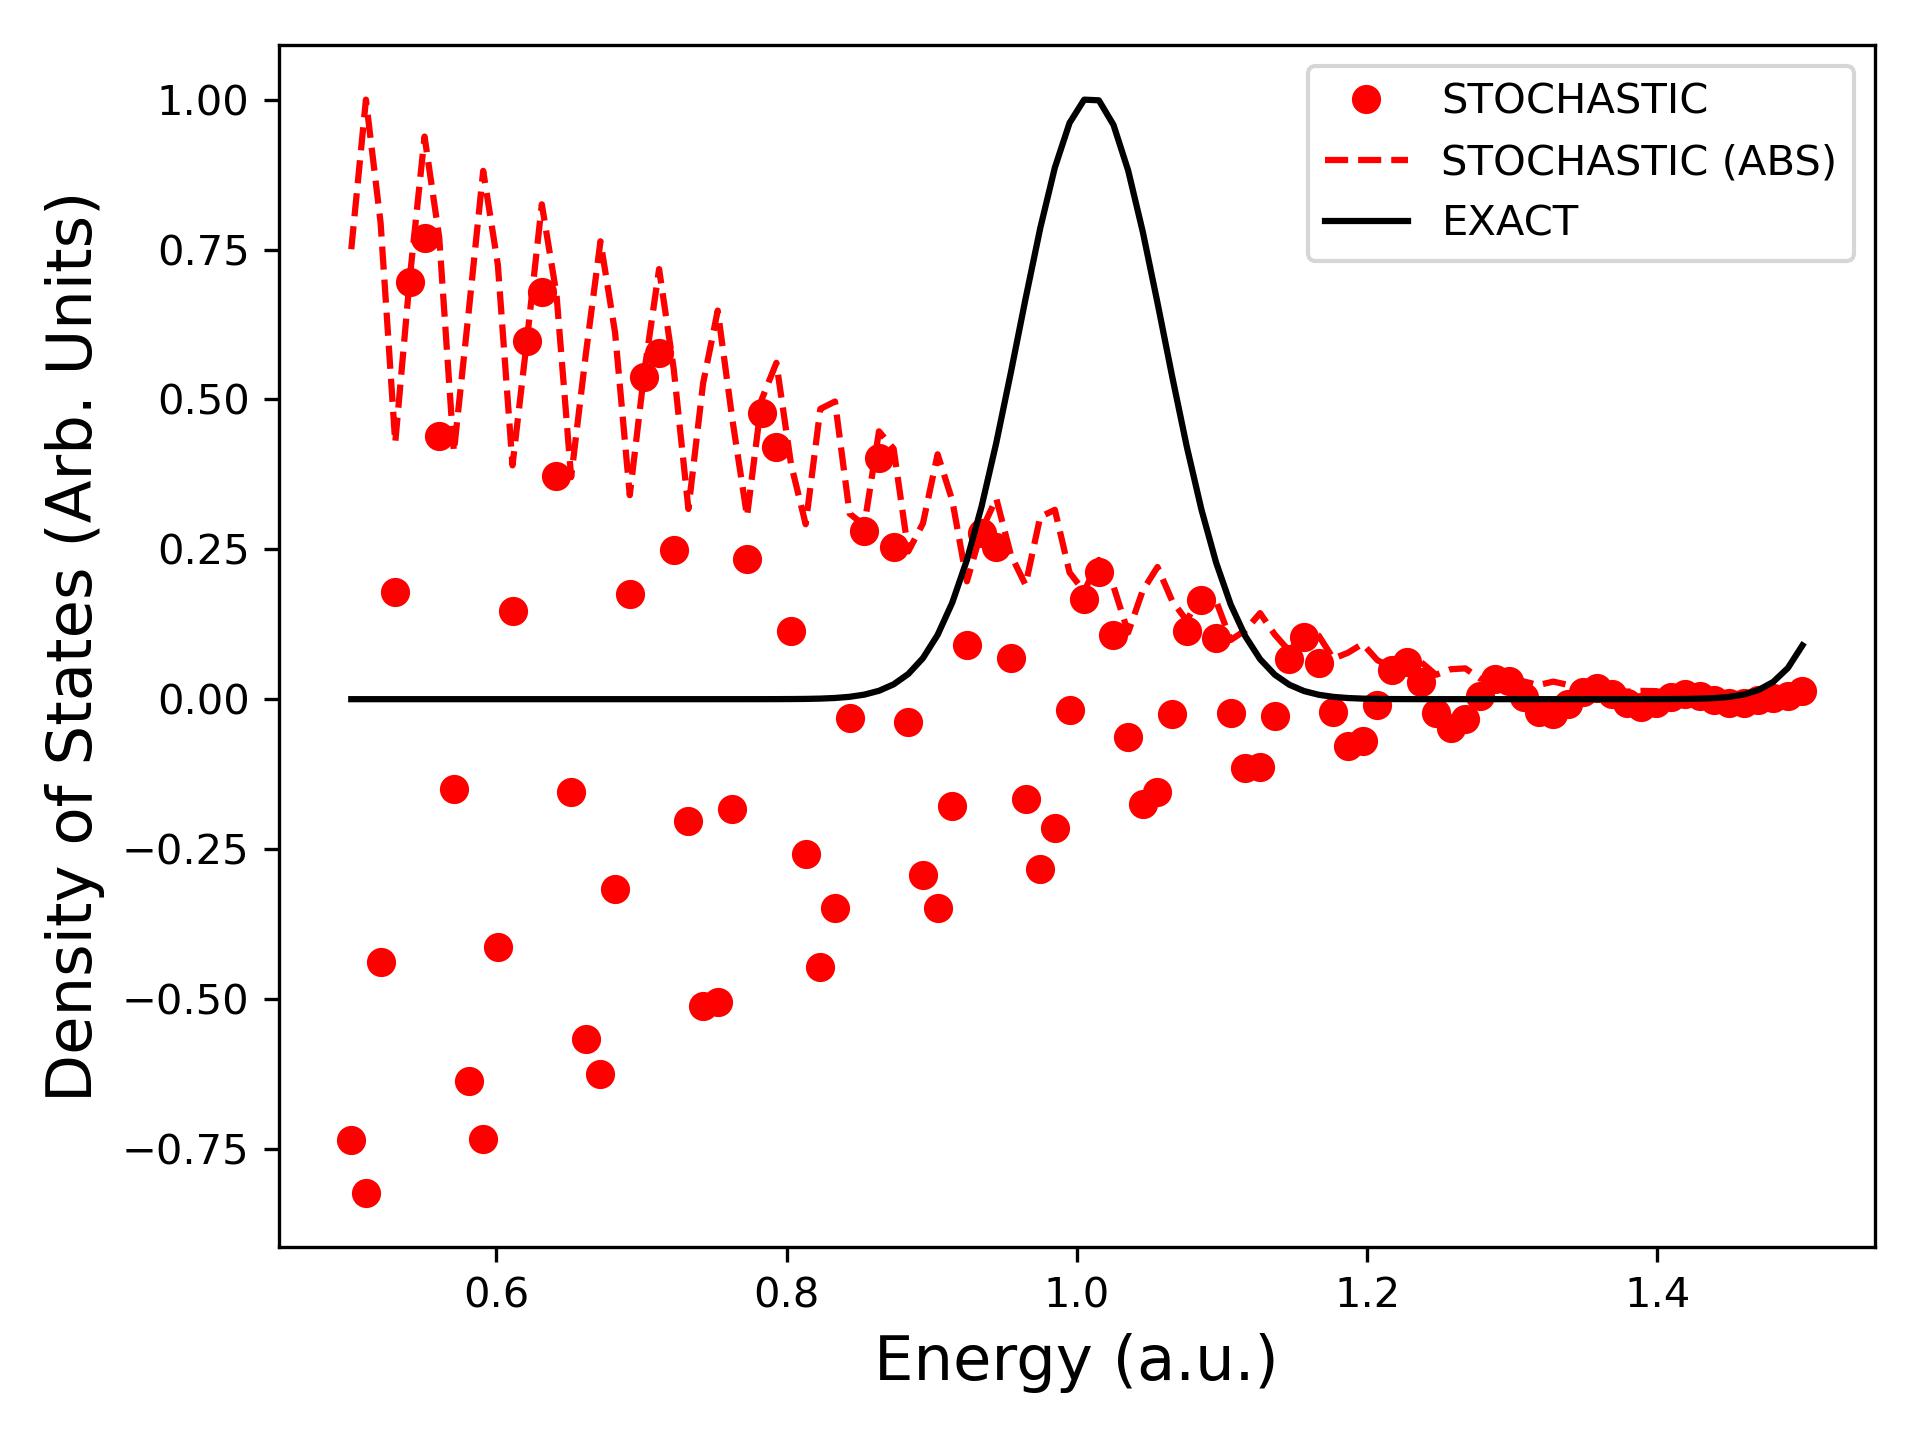 1.00
0.75
0.50
0.25
0.00
−0.25
−0.50
−0.75
Density of States (Arb. Units)
STOCHASTIC
STOCHASTIC (ABS)
EXACT
0.6 0.8 1.0 1.2 1.4
Energy (a.u.)